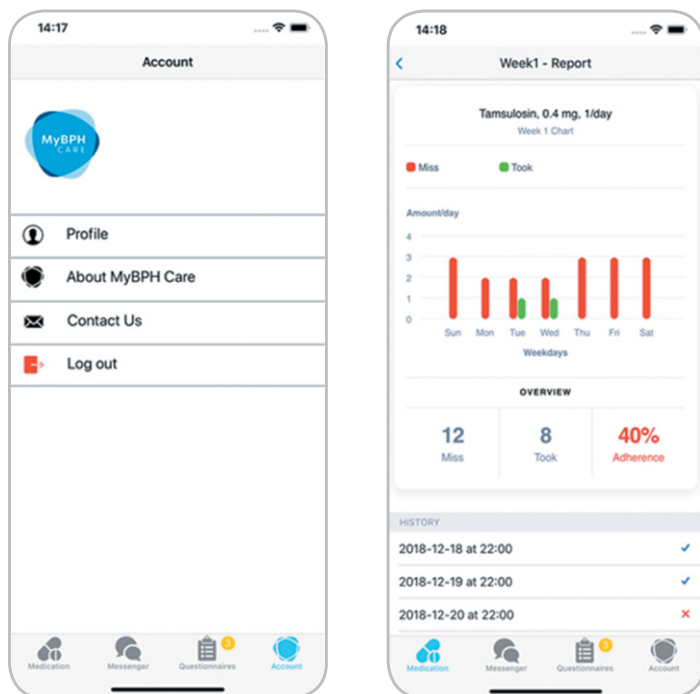 14:17
Account
MyBPH
CARE
Profile
About MyBPH Care
Contact Us
Log out
3
Medication
Messenger
Questionnaires
Account
14:18
Week1 - Report
Tamsulosin, 0.4 mg, 1/day
Week 1 Chart
Miss Took
Amount/day
4
3
2
1
0
Sun Mon Tue Wed Thu Fri Sat
Weekdays
OVERVIEW
12 8 40%
Miss Took Adherence
HISTORY
2018-12-18 at 22:00
2018-12-19 at 22:00
2018-12-20 at 22:00
3
Medication
Messenger
Questionnaires
Account